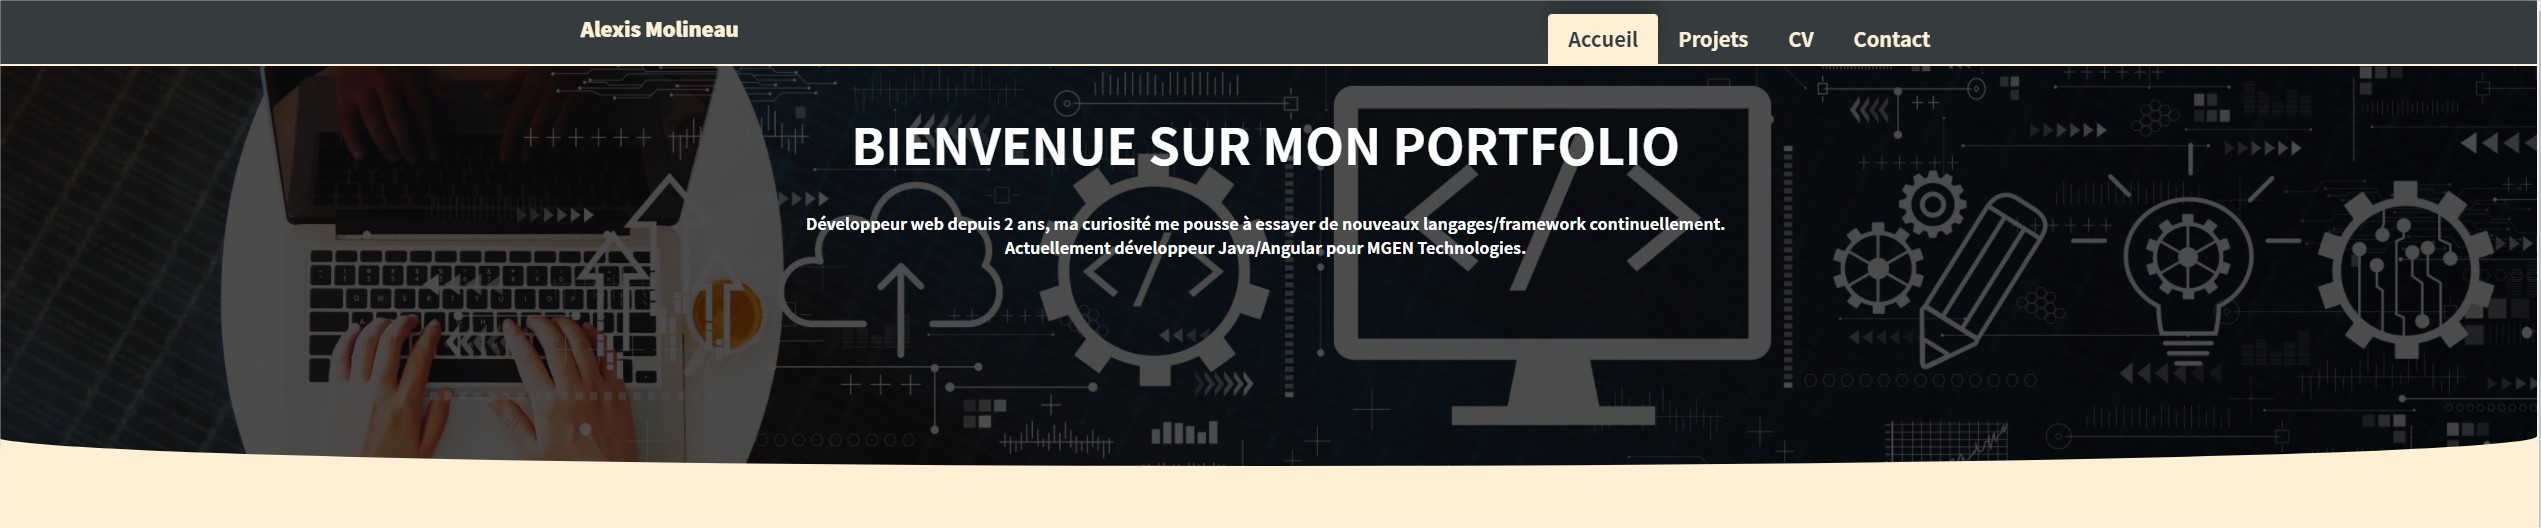 Alexis Molineau
Accueil Projets CV Contact
BIENVENUE SUR MON PORTFOLIO
Développeur web depuis 2 ans, ma curiosité me pousse à essayer de nouveaux langages/framework continuellement.
Actuellement développeur Java/Angular pour MGEN Technologies.